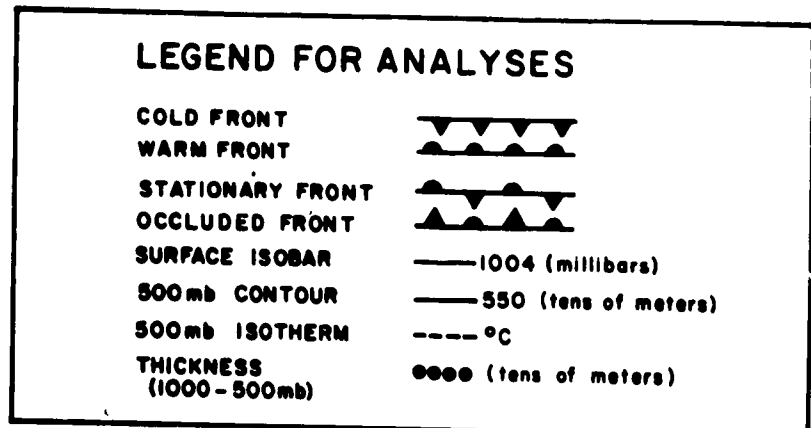 LEGEND FOR ANALYSES
COLD FRONT
WARM FRONT
STATIONARY FRONT
OCCLUDED FRONT
SURFACE ISOBAR 1004 (millibars)
500mb CONTOUR 550 (tens of meters)
500mb ISOTHERM °C
THICKNESS (tens of meters)
(1000-500mb)